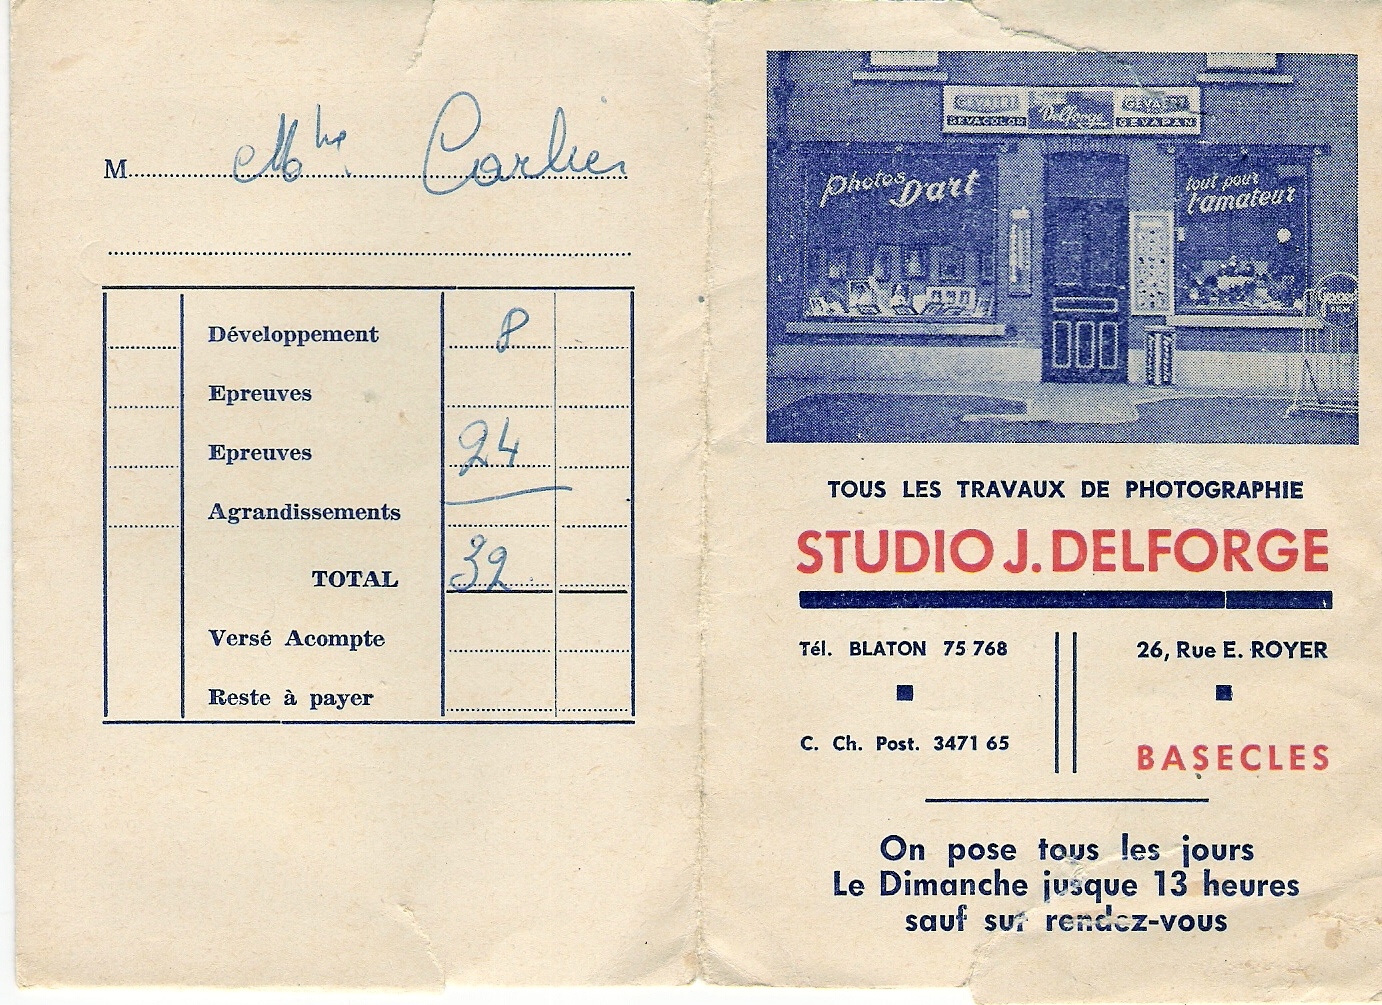 M Mlle Carlier
Développement 8
Epreuves
Epreuves 24
Agrandissements
TOTAL 32
Versé Acompte
Reste à payer
GEVAERT
GEVACOLOR
Studio
Delforge
GEVAERT
GEVAPAN
Photos
D'art
tout pour
l'amateur
TOUS LES TRAVAUX DE PHOTOGRAPHIE
STUDIO J. DELFORGE
Tél. BLATON 75 768
C. Ch. Post. 3471 65
26, Rue E. ROYER
BASECLES
On pose tous les jours
Le Dimanche jusque 13 heures
sauf sur rendez-vous